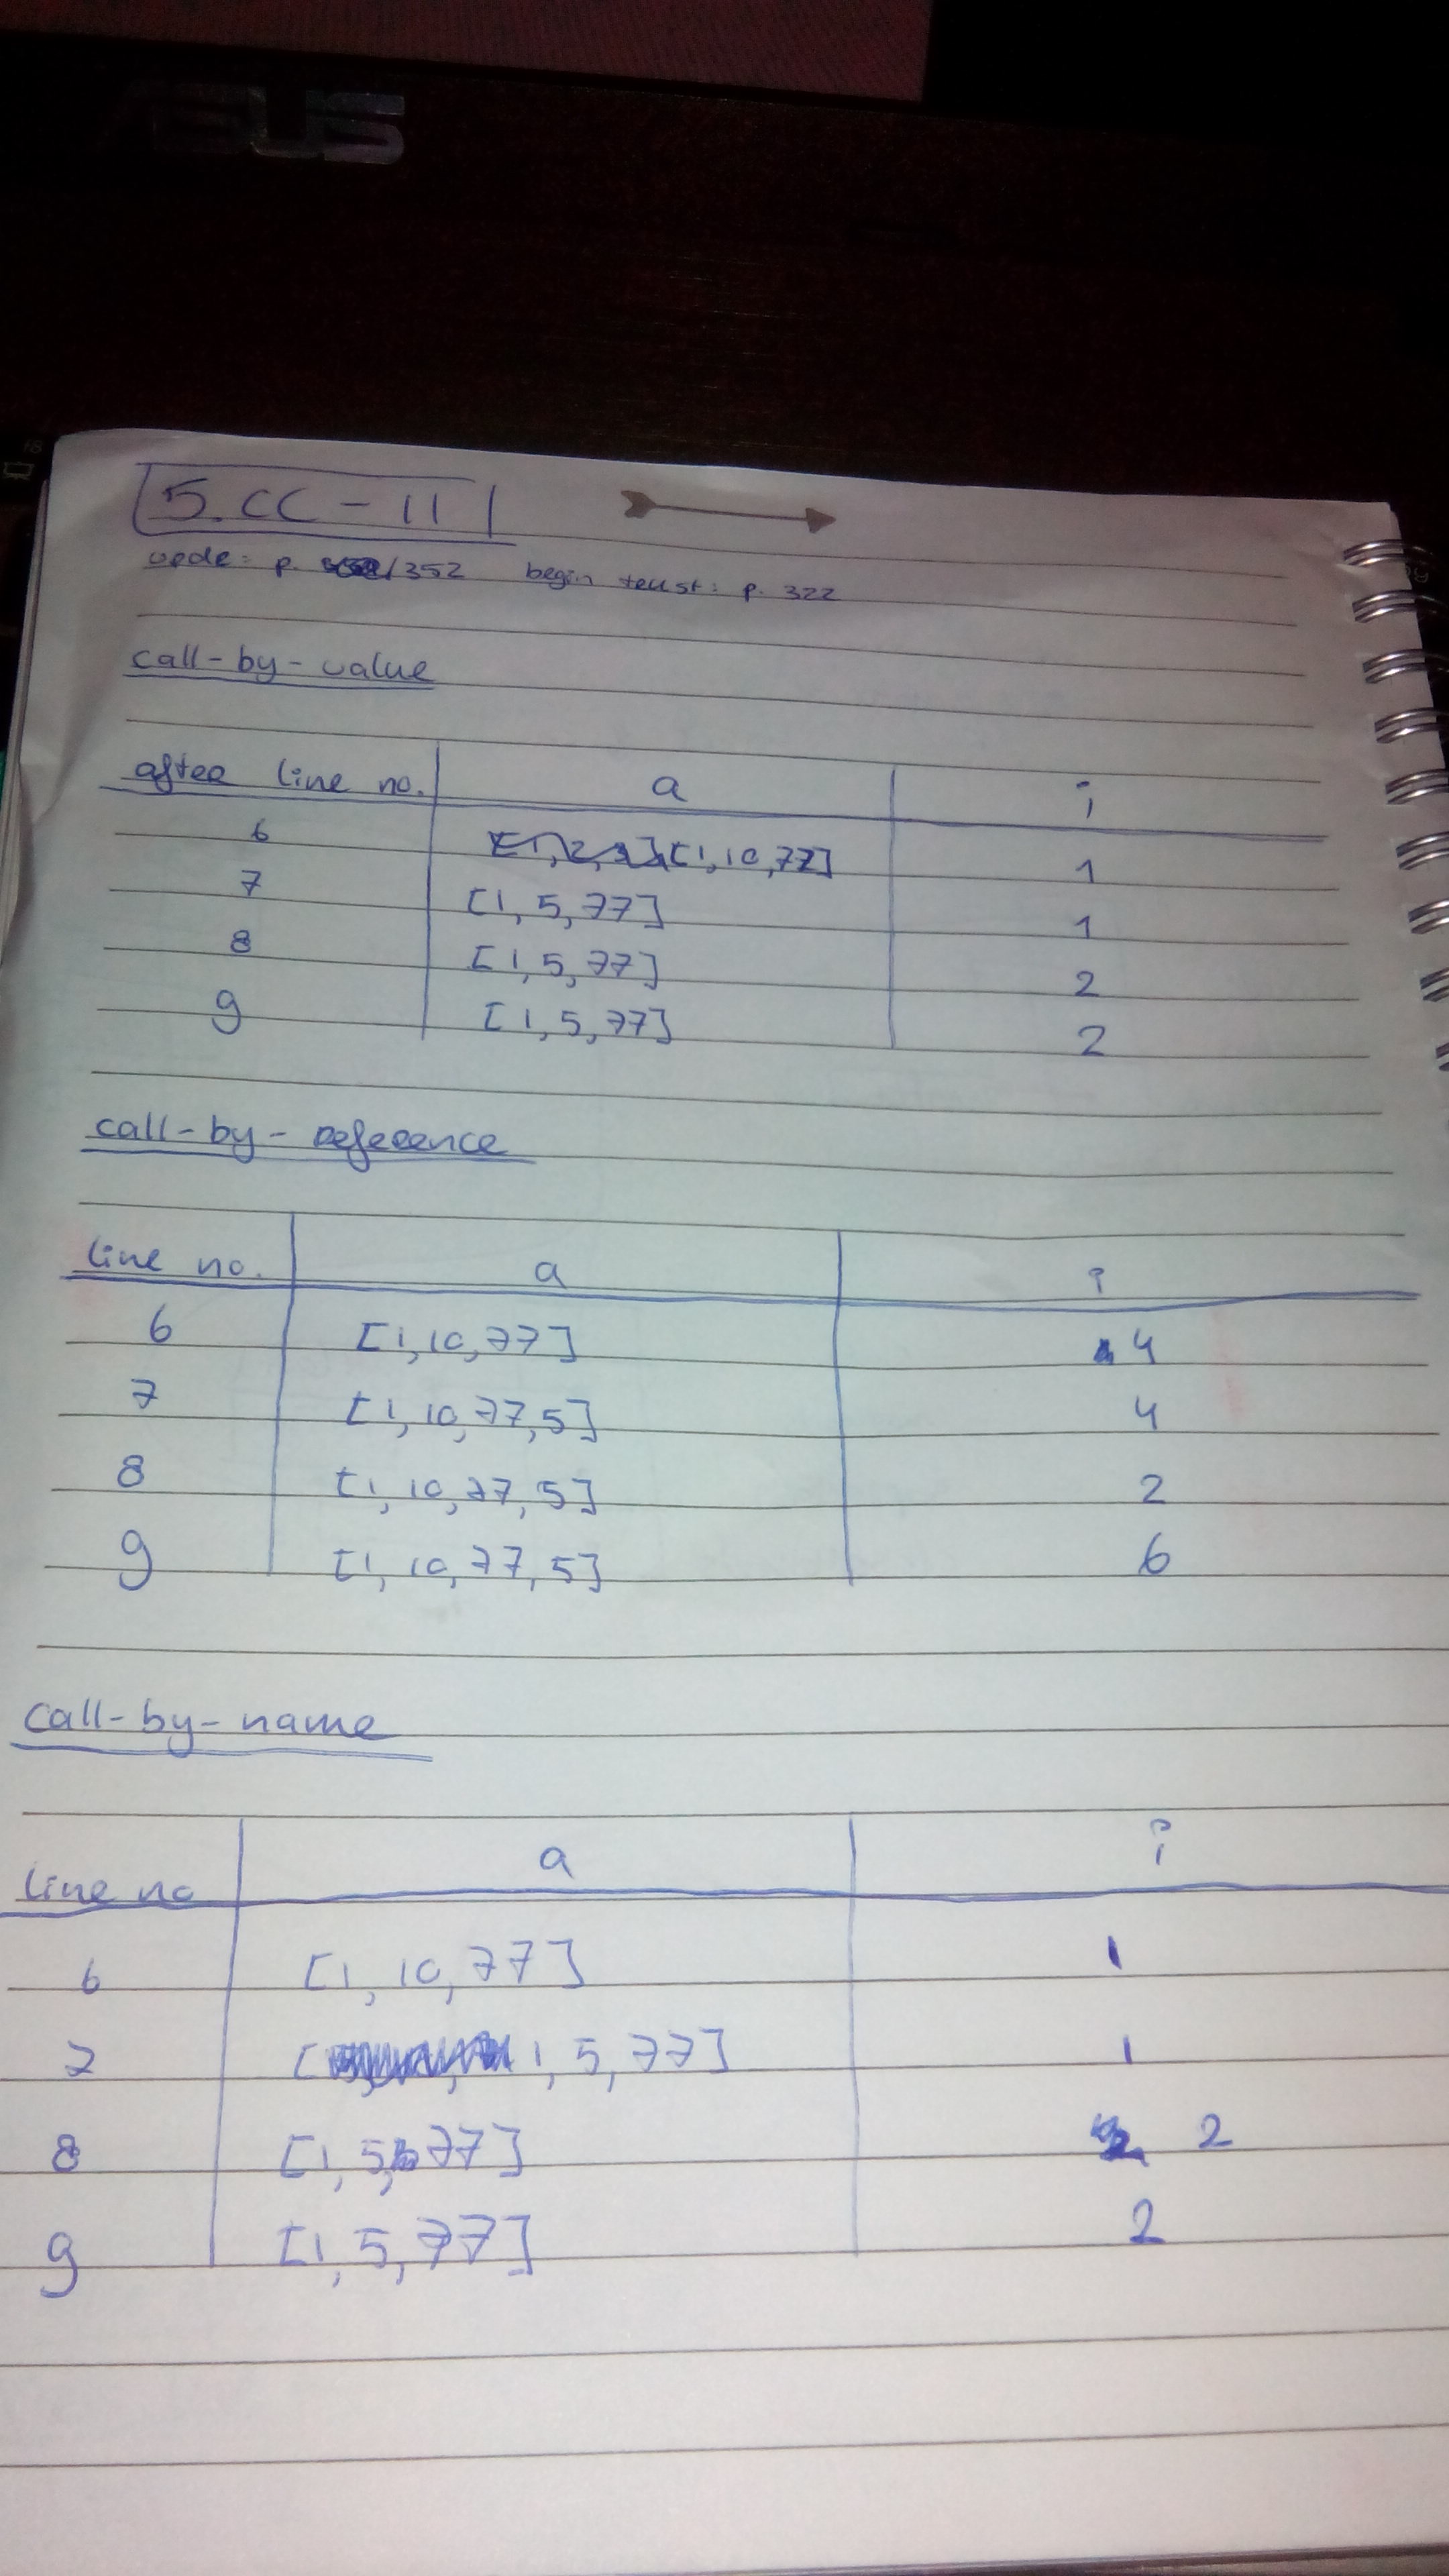 ASUS
5. CC - 11
p. /352 begin p. 322
call-by-value
after line no. a i
6 [1, 10, 77] 1
7 [1, 5, 77] 1
8 [1, 5, 77] 2
9 [1, 5, 77] 2
call-by-reference
line no. a i
6 [1, 10, 77] 4
7 [1, 10, 77, 5] 4
8 [1, 10, 77, 5] 2
9 [1, 10, 77, 5] 6
call-by-name
line no a i
6 [1, 10, 77] 1
7 [1, 5, 77] 1
8 [1, 5, 77] 2
9 [1, 5, 77] 2